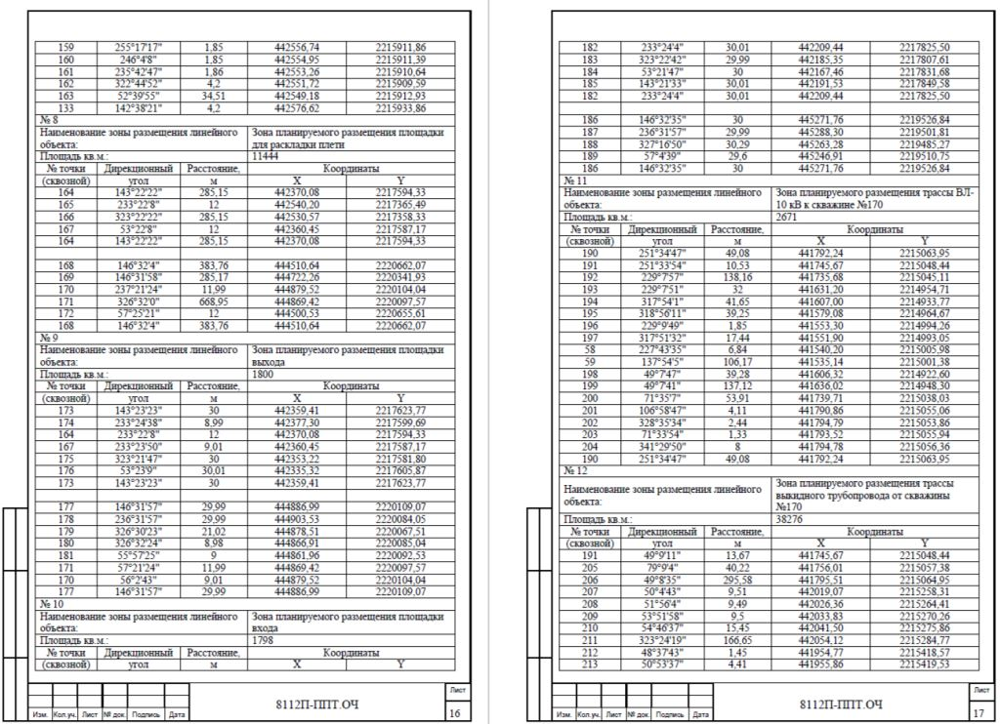 159 255°17'17" 1,85 442556,74 2215911,86
160 246°4'8" 1,85 442554,95 2215911,39
161 235°42'47" 1,86 442553,26 2215910,64
162 322°44'52" 4,2 442551,72 2215909,59
163 52°39'55" 34,51 442549,18 2215912,93
133 142°38'21" 4,2 442576,62 2215933,86
№ 8
Наименование зоны размещения линейного объекта: Зона планируемого размещения площадки для раскладки плети
Площадь кв.м.: 11444
№ точки Дирекционный Расстояние, Координаты
(сквозной) угол м X Y
164 143°22'22" 285,15 442370,08 2217594,33
165 233°22'8" 12 442540,20 2217365,49
166 323°22'22" 285,15 442530,57 2217358,33
167 53°22'8" 12 442360,45 2217587,17
164 143°22'22" 285,15 442370,08 2217594,33
168 146°32'4" 383,76 444510,64 2220662,07
169 146°31'58" 285,17 444722,26 2220341,93
170 237°21'24" 11,99 444879,52 2220104,04
171 326°32'0" 668,95 444869,42 2220097,57
172 57°25'21" 12 444500,53 2220655,61
168 146°32'4" 383,76 444510,64 2220662,07
№ 9
Наименование зоны размещения линейного объекта: Зона планируемого размещения площадки выхода
Площадь кв.м.: 1800
№ точки Дирекционный Расстояние, Координаты
(сквозной) угол м X Y
173 143°23'23" 30 442359,41 2217623,77
174 233°24'38" 8,99 442377,30 2217599,69
164 233°22'8" 12 442370,08 2217594,33
167 233°23'50" 9,01 442360,45 2217587,17
175 323°21'47" 30 442353,22 2217581,80
176 53°23'9" 30,01 442335,32 2217605,87
173 143°23'23" 30 442359,41 2217623,77
177 146°31'57" 29,99 444886,99 2220109,07
178 236°31'57" 29,99 444903,53 2220084,05
179 326°30'23" 21,02 444878,51 2220067,51
180 326°32'24" 8,98 444866,91 2220085,04
181 55°57'25" 9 444861,96 2220092,53
171 57°21'24" 11,99 444869,42 2220097,57
170 56°2'43" 9,01 444879,52 2220104,04
177 146°31'57" 29,99 444886,99 2220109,07
№ 10
Наименование зоны размещения линейного объекта: Зона планируемого размещения площадки входа
Площадь кв.м.: 1798
№ точки Дирекционный Расстояние, Координаты
(сквозной) угол м X Y
8112П-ППТ.ОЧ
Лист
16
Изм. Кол.уч. Лист № док. Подпись Дата
182 233°24'4" 30,01 442209,44 2217825,50
183 323°22'42" 29,99 442185,35 2217807,61
184 53°21'47" 30 442167,46 2217831,68
185 143°21'33" 30,01 442191,53 2217849,58
182 233°24'4" 30,01 442209,44 2217825,50
186 146°32'35" 30 445271,76 2219526,84
187 236°31'57" 29,99 445288,30 2219501,81
188 327°16'50" 30,29 445263,28 2219485,27
189 57°4'39" 29,6 445246,91 2219510,75
186 146°32'35" 30 445271,76 2219526,84
№ 11
Наименование зоны размещения линейного объекта: Зона планируемого размещения трассы ВЛ-10 кВ к скважине №170
Площадь кв.м.: 2671
№ точки Дирекционный Расстояние, Координаты
(сквозной) угол м X Y
190 251°34'47" 49,08 441792,24 2215063,95
191 251°33'54" 10,53 441745,67 2215048,44
192 229°7'57" 138,16 441735,68 2215045,11
193 229°7'51" 32 441631,20 2214954,71
194 317°54'1" 41,65 441607,00 2214933,77
195 318°56'11" 39,25 441579,08 2214964,67
196 229°9'49" 1,85 441553,30 2214994,26
197 317°51'32" 17,44 441551,90 2214993,05
58 227°43'35" 6,84 441540,20 2215005,98
59 137°54'5" 106,17 441535,14 2215001,38
198 49°7'47" 39,28 441606,32 2214922,60
199 49°7'41" 137,12 441636,02 2214948,30
200 71°35'7" 53,91 441739,71 2215038,03
201 106°58'47" 4,11 441790,86 2215055,06
202 328°35'34" 2,44 441794,79 2215053,86
203 71°33'54" 1,33 441793,52 2215055,94
204 341°29'50" 8 441794,78 2215056,36
190 251°34'47" 49,08 441792,24 2215063,95
№ 12
Наименование зоны размещения линейного объекта: Зона планируемого размещения трассы выкидного трубопровода от скважины №170
Площадь кв.м.: 38276
№ точки Дирекционный Расстояние, Координаты
(сквозной) угол м X Y
191 49°9'11" 13,67 441745,67 2215048,44
205 79°9'4" 40,22 441756,01 2215057,38
206 49°8'35" 295,58 441795,51 2215064,95
207 50°4'43" 9,51 442019,07 2215258,31
208 51°56'4" 9,49 442026,36 2215264,41
209 53°51'58" 9,5 442033,83 2215270,26
210 54°46'37" 15,45 442041,50 2215275,86
211 323°24'19" 166,65 442054,12 2215284,77
212 48°37'43" 1,45 441954,77 2215418,57
213 50°53'37" 4,41 441955,86 2215419,53
8112П-ППТ.ОЧ
Лист
17
Изм. Кол.уч. Лист № док. Подпись Дата